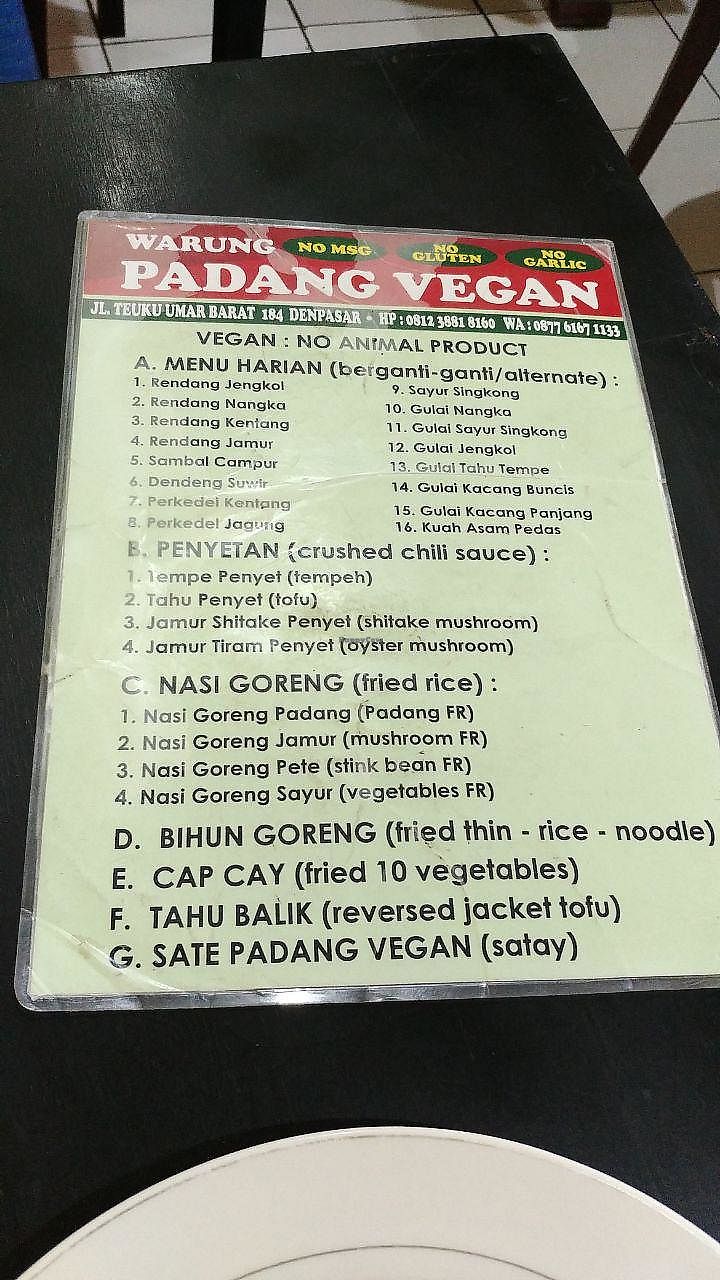 WARUNG NO MSG NO GLUTEN NO GARLIC
PADANG VEGAN
JL. TEUKU UMAR BARAT 184 DENPASAR - HP : 0812 3881 8160 WA : 0877 6167 1133
VEGAN : NO ANIMAL PRODUCT
A. MENU HARIAN (berganti-ganti/alternate) :
1. Rendang Jengkol
2. Rendang Nangka
3. Rendang Kentang
4. Rendang Jamur
5. Sambal Campur
6. Dendeng Suwir
7. Perkedel Kentang
8. Perkedel Jagung
9. Sayur Singkong
10. Gulai Nangka
11. Gulai Sayur Singkong
12. Gulai Jengkol
13. Gulai Tahu Tempe
14. Gulai Kacang Buncis
15. Gulai Kacang Panjang
16. Kuah Asam Pedas
B. PENYETAN (crushed chili sauce) :
1. Tempe Penyet (tempeh)
2. Tahu Penyet (tofu)
3. Jamur Shitake Penyet (shitake mushroom)
4. Jamur Tiram Penyet (oyster mushroom)
C. NASI GORENG (fried rice) :
1. Nasi Goreng Padang (Padang FR)
2. Nasi Goreng Jamur (mushroom FR)
3. Nasi Goreng Pete (stink bean FR)
4. Nasi Goreng Sayur (vegetables FR)
D. BIHUN GORENG (fried thin - rice - noodle)
E. CAP CAY (fried 10 vegetables)
F. TAHU BALIK (reversed jacket tofu)
G. SATE PADANG VEGAN (satay)